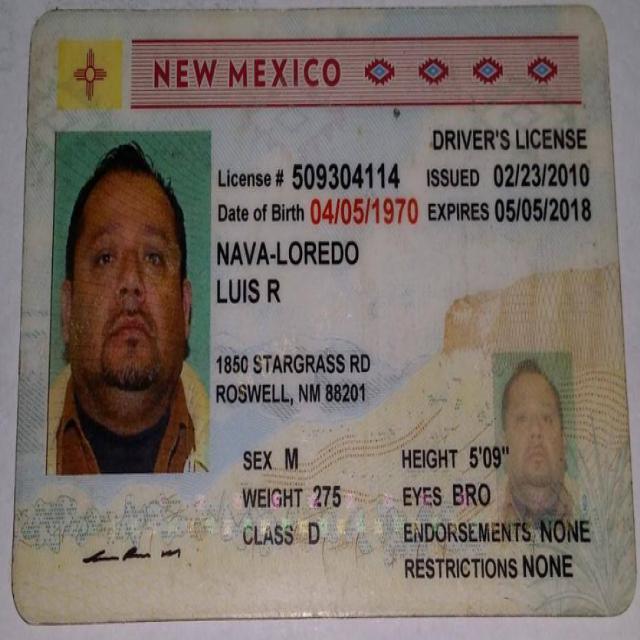 NEW MEXICO
DRIVER'S LICENSE
License # 509304114 ISSUED 02/23/2010
Date of Birth 04/05/1970 EXPIRES 05/05/2018
NAVA-LOREDO
LUIS R
1850 STARGRASS RD
ROSWELL, NM 88201
SEX M HEIGHT 5'09"
WEIGHT 275 EYES BRO
CLASS D ENDORSEMENTS NONE
RESTRICTIONS NONE